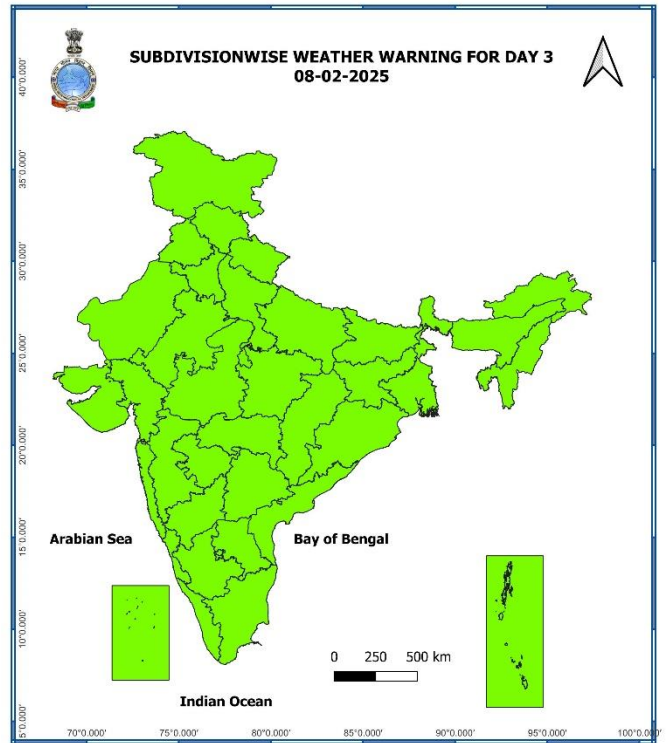 SUBDIVISIONWISE WEATHER WARNING FOR DAY 3
08-02-2025
40°0.000'
35°0.000'
30°0.000'
25°0.000'
20°0.000'
15°0.000'
10°0.000'
5°0.000'
Arabian Sea
Bay of Bengal
0 250 500 km
Indian Ocean
70°0.000' 75°0.000' 80°0.000' 85°0.000' 90°0.000' 95°0.000' 100°0.000'